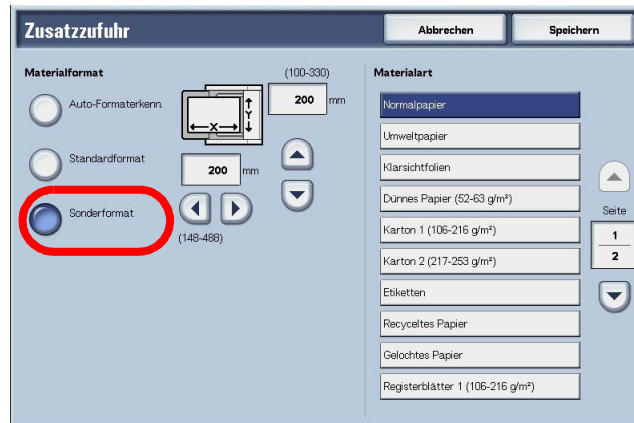 Zusatzzufuhr
Abbrechen
Speichern
Materialformat
(100-330)
Auto-Formaterkenn.
200 mm
Y
X
Standardformat
200 mm
Sonderformat
(148-488)
Materialart
Normalpapier
Umweltpapier
Klarsichtfolien
Dünnes Papier (52-63 g/m²)
Karton 1 (106-216 g/m²)
Karton 2 (217-253 g/m²)
Etiketten
Recyceltes Papier
Gelochtes Papier
Registerblätter 1 (106-216 g/m²)
Seite
1
2